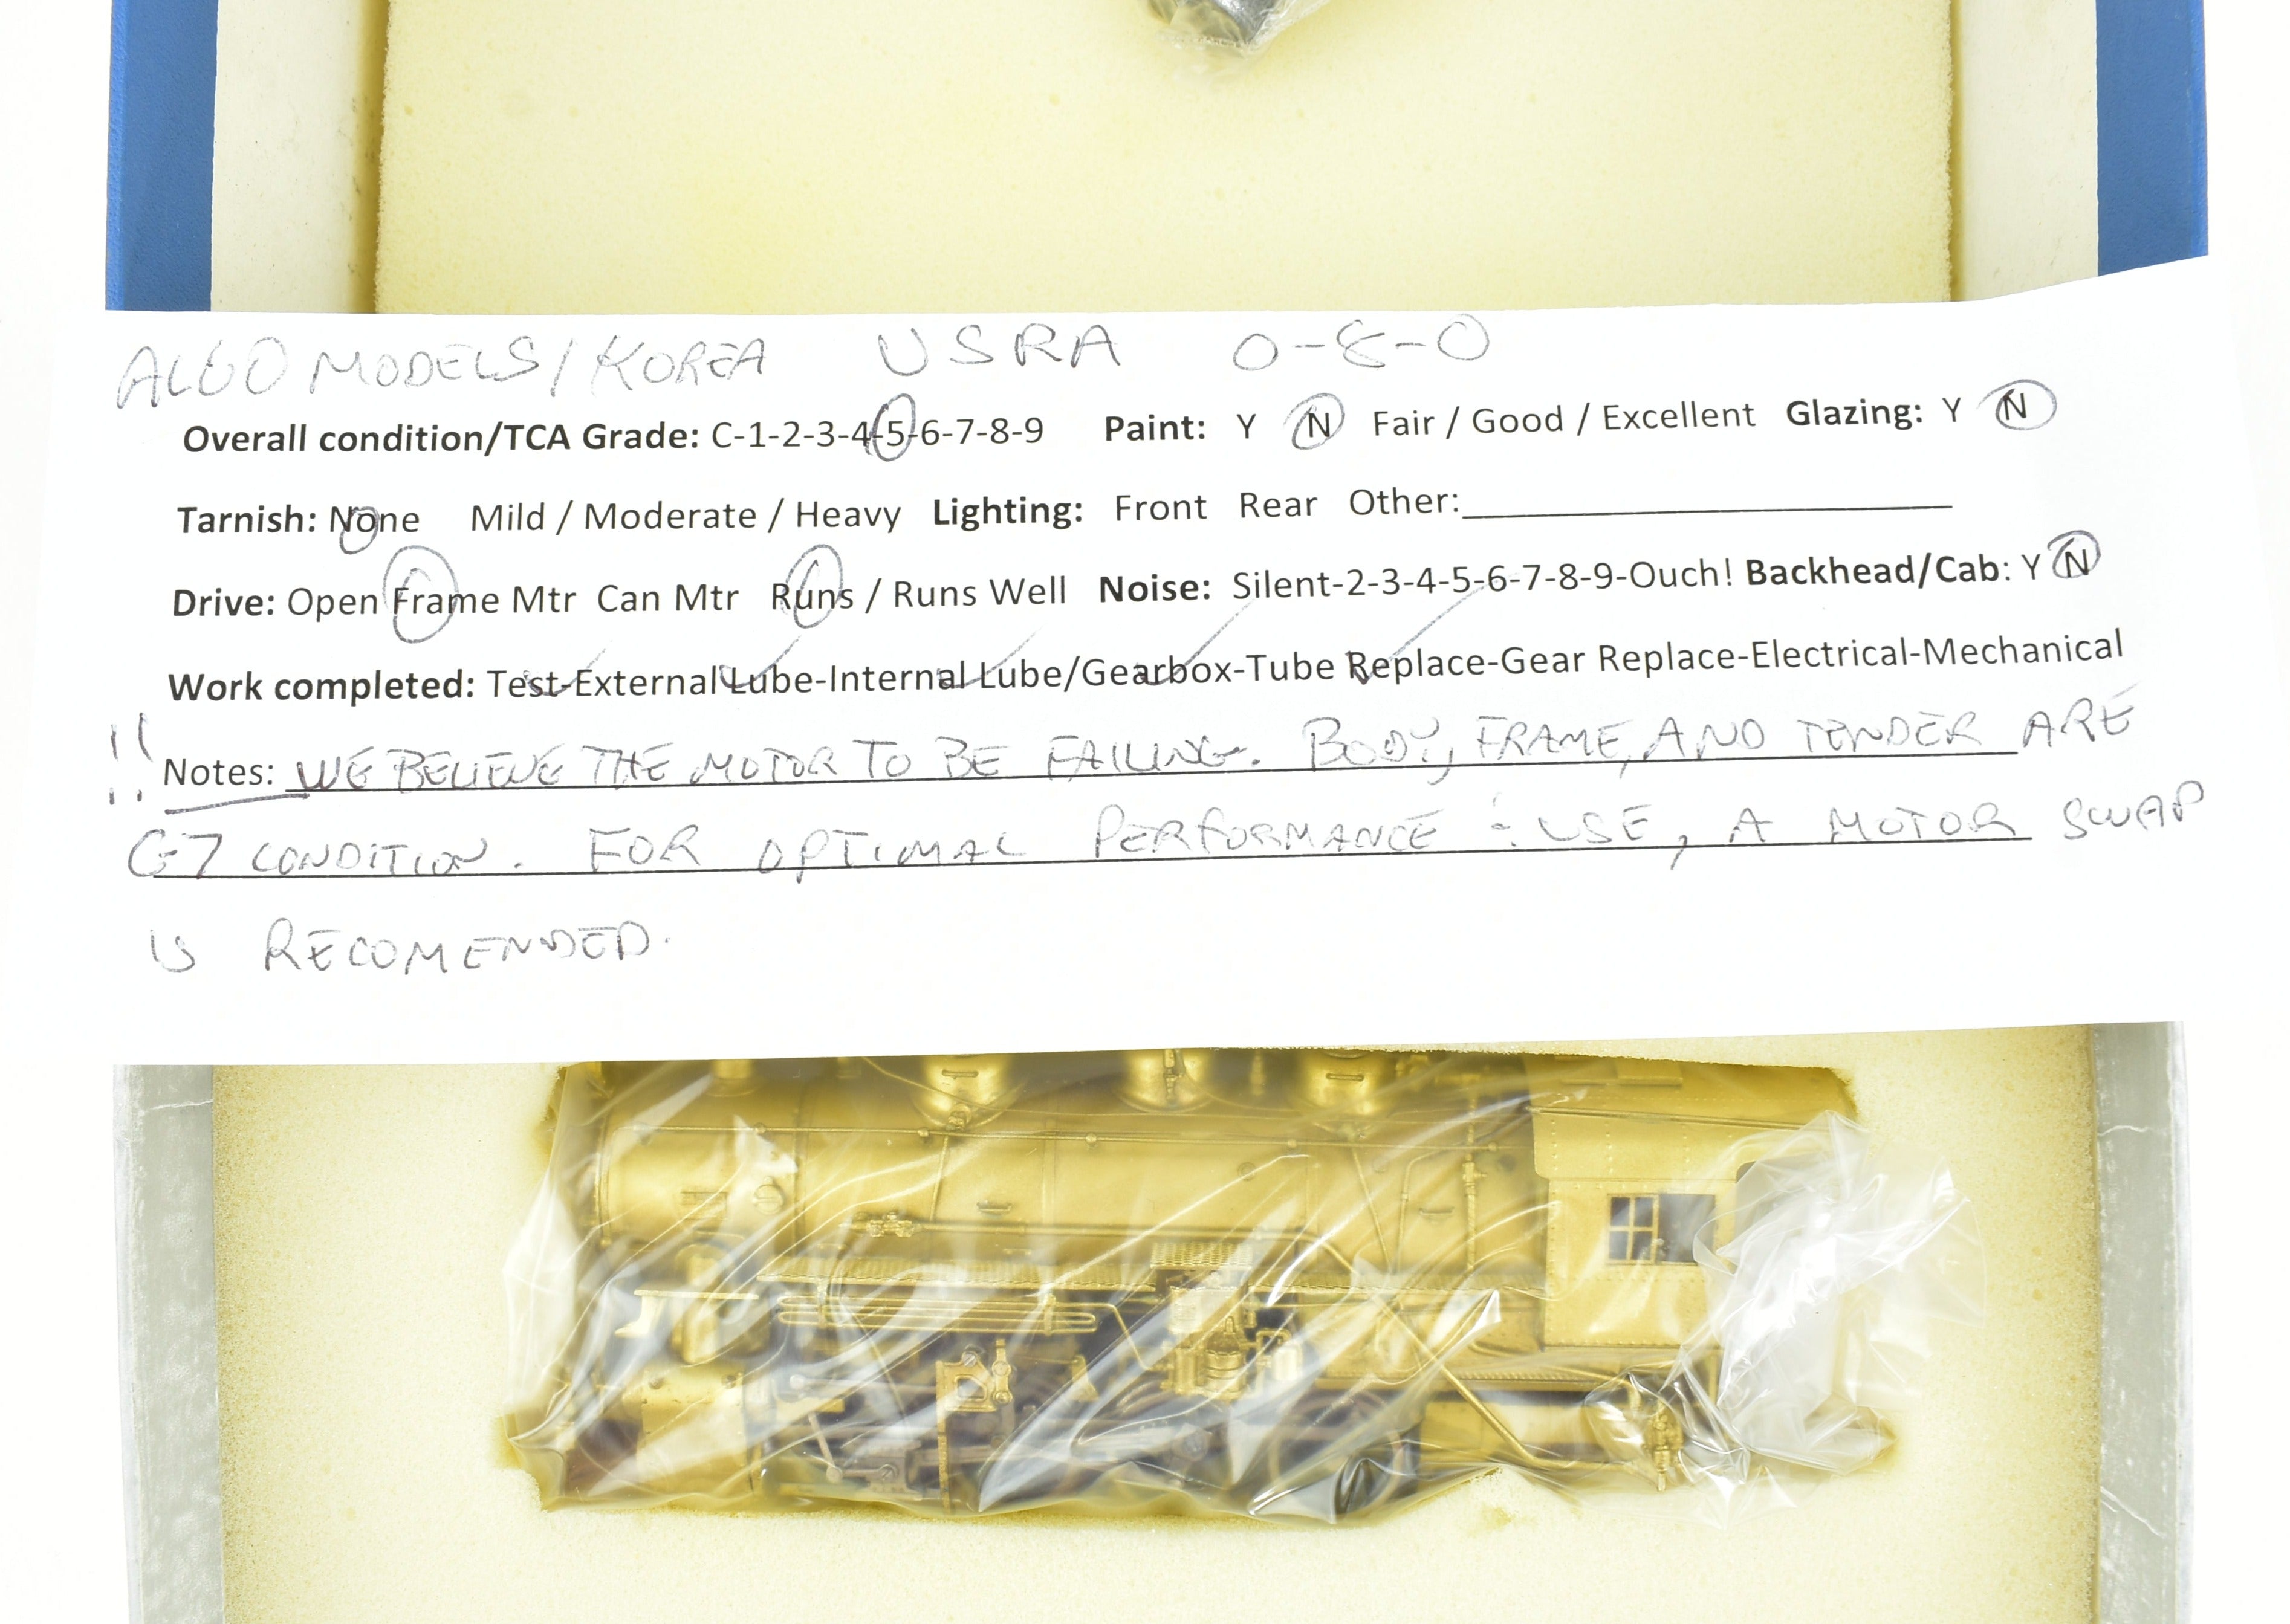 ALCO MODELS/KOREA USRA 0-8-0
Overall condition/TCA Grade: C-1-2-3-4-5-6-7-8-9 Paint: Y N Fair / Good / Excellent Glazing: Y N
Tarnish: None Mild / Moderate / Heavy Lighting: Front Rear Other:
Drive: Open Frame Mtr Can Mtr Runs / Runs Well Noise: Silent-2-3-4-5-6-7-8-9-Ouch! Backhead/Cab: Y N
Work completed: Test-External Lube-Internal Lube/Gearbox-Tube Replace-Gear Replace-Electrical-Mechanical
!! Notes: WE BELIEVE THE MOTOR TO BE FAILING. BODY, FRAME, AND TENDER ARE
C-7 CONDITION. FOR OPTIMAL PERFORMANCE & USE, A MOTOR SWAP
IS RECOMENDED.